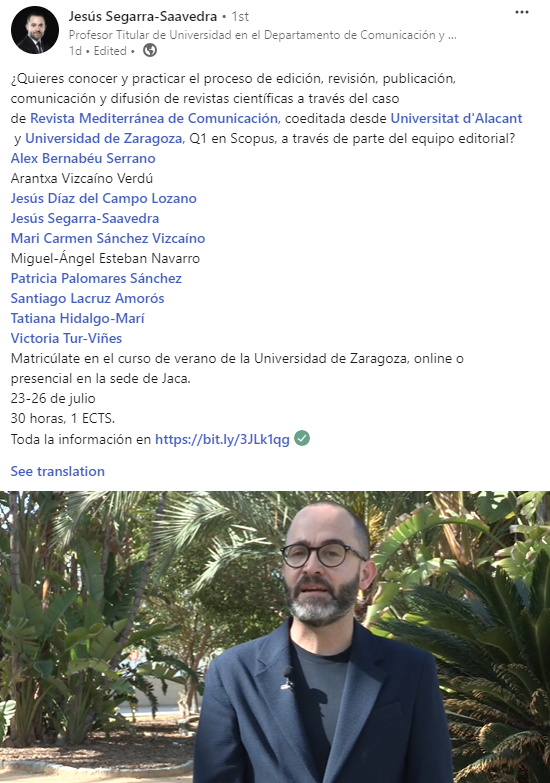 Jesús Segarra-Saavedra • 1st
Profesor Titular de Universidad en el Departamento de Comunicación y ...
1d • Edited •
¿Quieres conocer y practicar el proceso de edición, revisión, publicación,
comunicación y difusión de revistas científicas a través del caso
de Revista Mediterránea de Comunicación, coeditada desde Universitat d'Alacant
y Universidad de Zaragoza, Q1 en Scopus, a través de parte del equipo editorial?
Alex Bernabéu Serrano
Arantxa Vizcaíno Verdú
Jesús Díaz del Campo Lozano
Jesús Segarra-Saavedra
Mari Carmen Sánchez Vizcaíno
Miguel-Ángel Esteban Navarro
Patricia Palomares Sánchez
Santiago Lacruz Amorós
Tatiana Hidalgo-Marí
Victoria Tur-Viñes
Matricúlate en el curso de verano de la Universidad de Zaragoza, online o
presencial en la sede de Jaca.
23-26 de julio
30 horas, 1 ECTS.
Toda la información en https://bit.ly/3JLk1qg
See translation